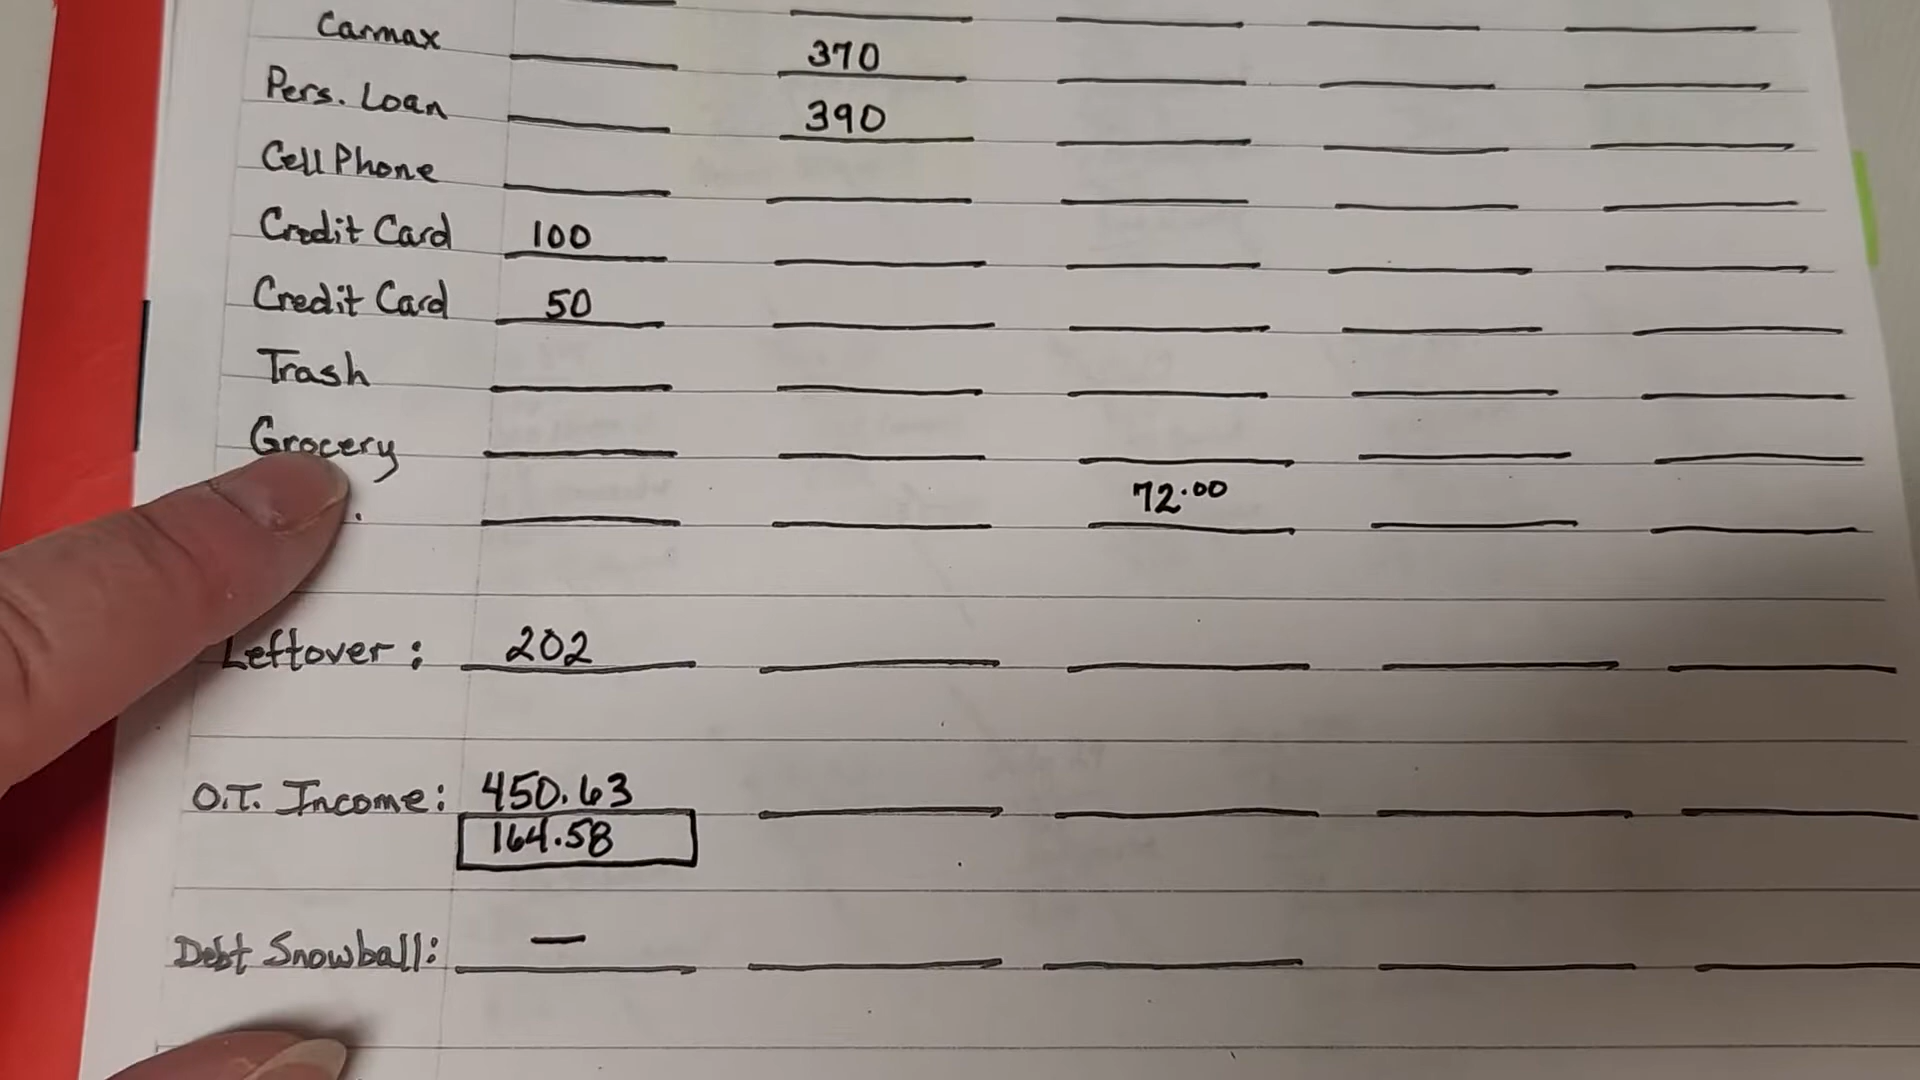 Carmax 370
Pers. Loan 390
Cell Phone
Credit Card 100
Credit Card 50
Trash
Grocery
72.00
Leftover: 202
O.T. Income: 450.63
164.58
Debt Snowball: —